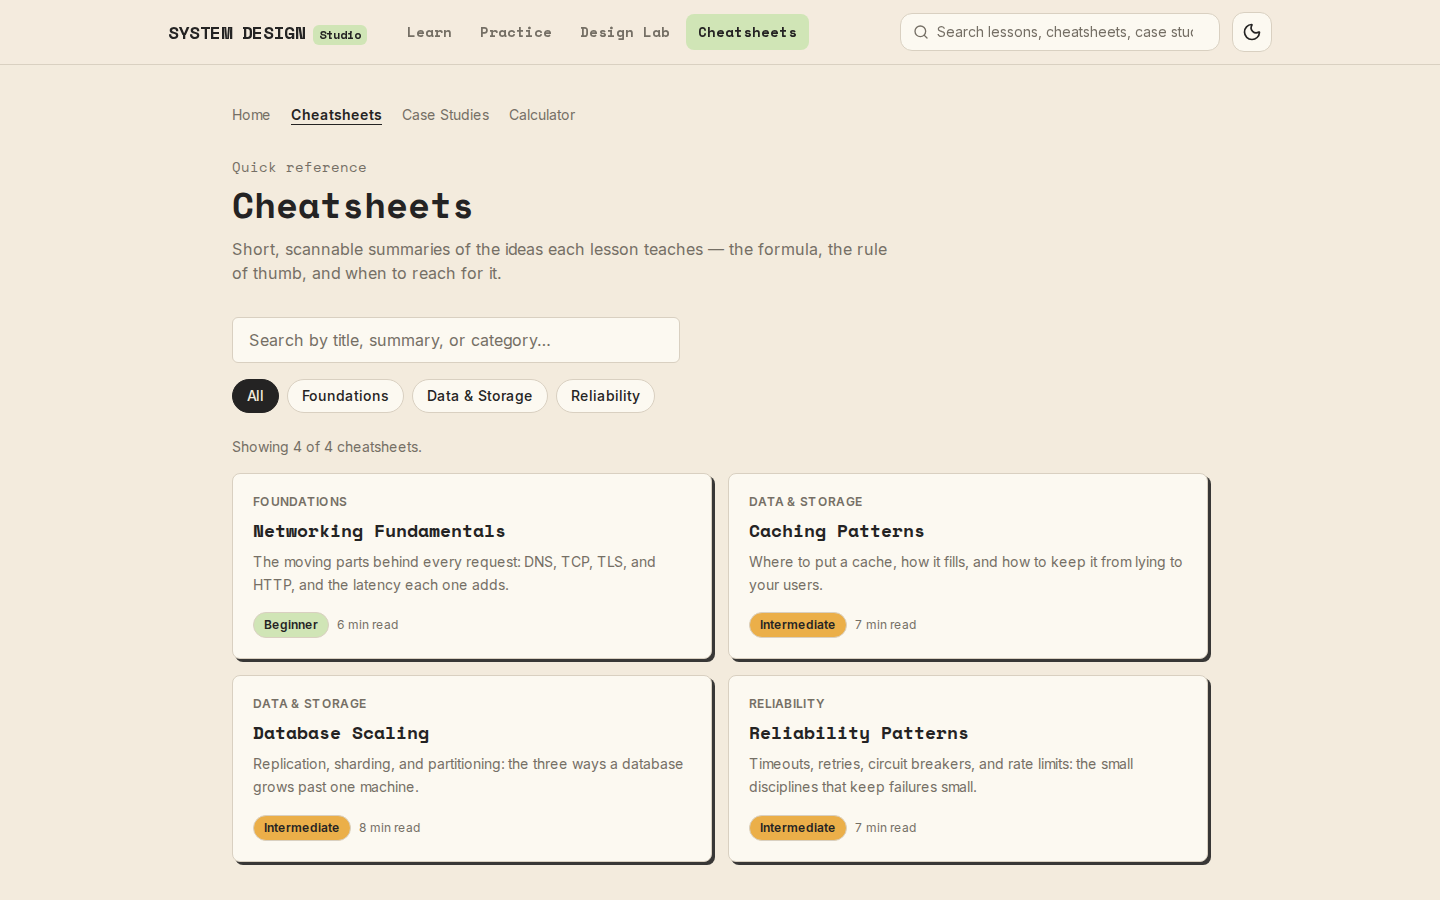 SYSTEM DESIGN Studio Learn Practice Design Lab Cheatsheets Search lessons, cheatsheets, case stu
Home Cheatsheets Case Studies Calculator
Quick reference
Cheatsheets
Short, scannable summaries of the ideas each lesson teaches — the formula, the rule
of thumb, and when to reach for it.
Search by title, summary, or category...
All Foundations Data & Storage Reliability
Showing 4 of 4 cheatsheets.
FOUNDATIONS
Networking Fundamentals
The moving parts behind every request: DNS, TCP, TLS, and
HTTP, and the latency each one adds.
Beginner 6 min read
DATA & STORAGE
Caching Patterns
Where to put a cache, how it fills, and how to keep it from lying to
your users.
Intermediate 7 min read
DATA & STORAGE
Database Scaling
Replication, sharding, and partitioning: the three ways a database
grows past one machine.
Intermediate 8 min read
RELIABILITY
Reliability Patterns
Timeouts, retries, circuit breakers, and rate limits: the small
disciplines that keep failures small.
Intermediate 7 min read